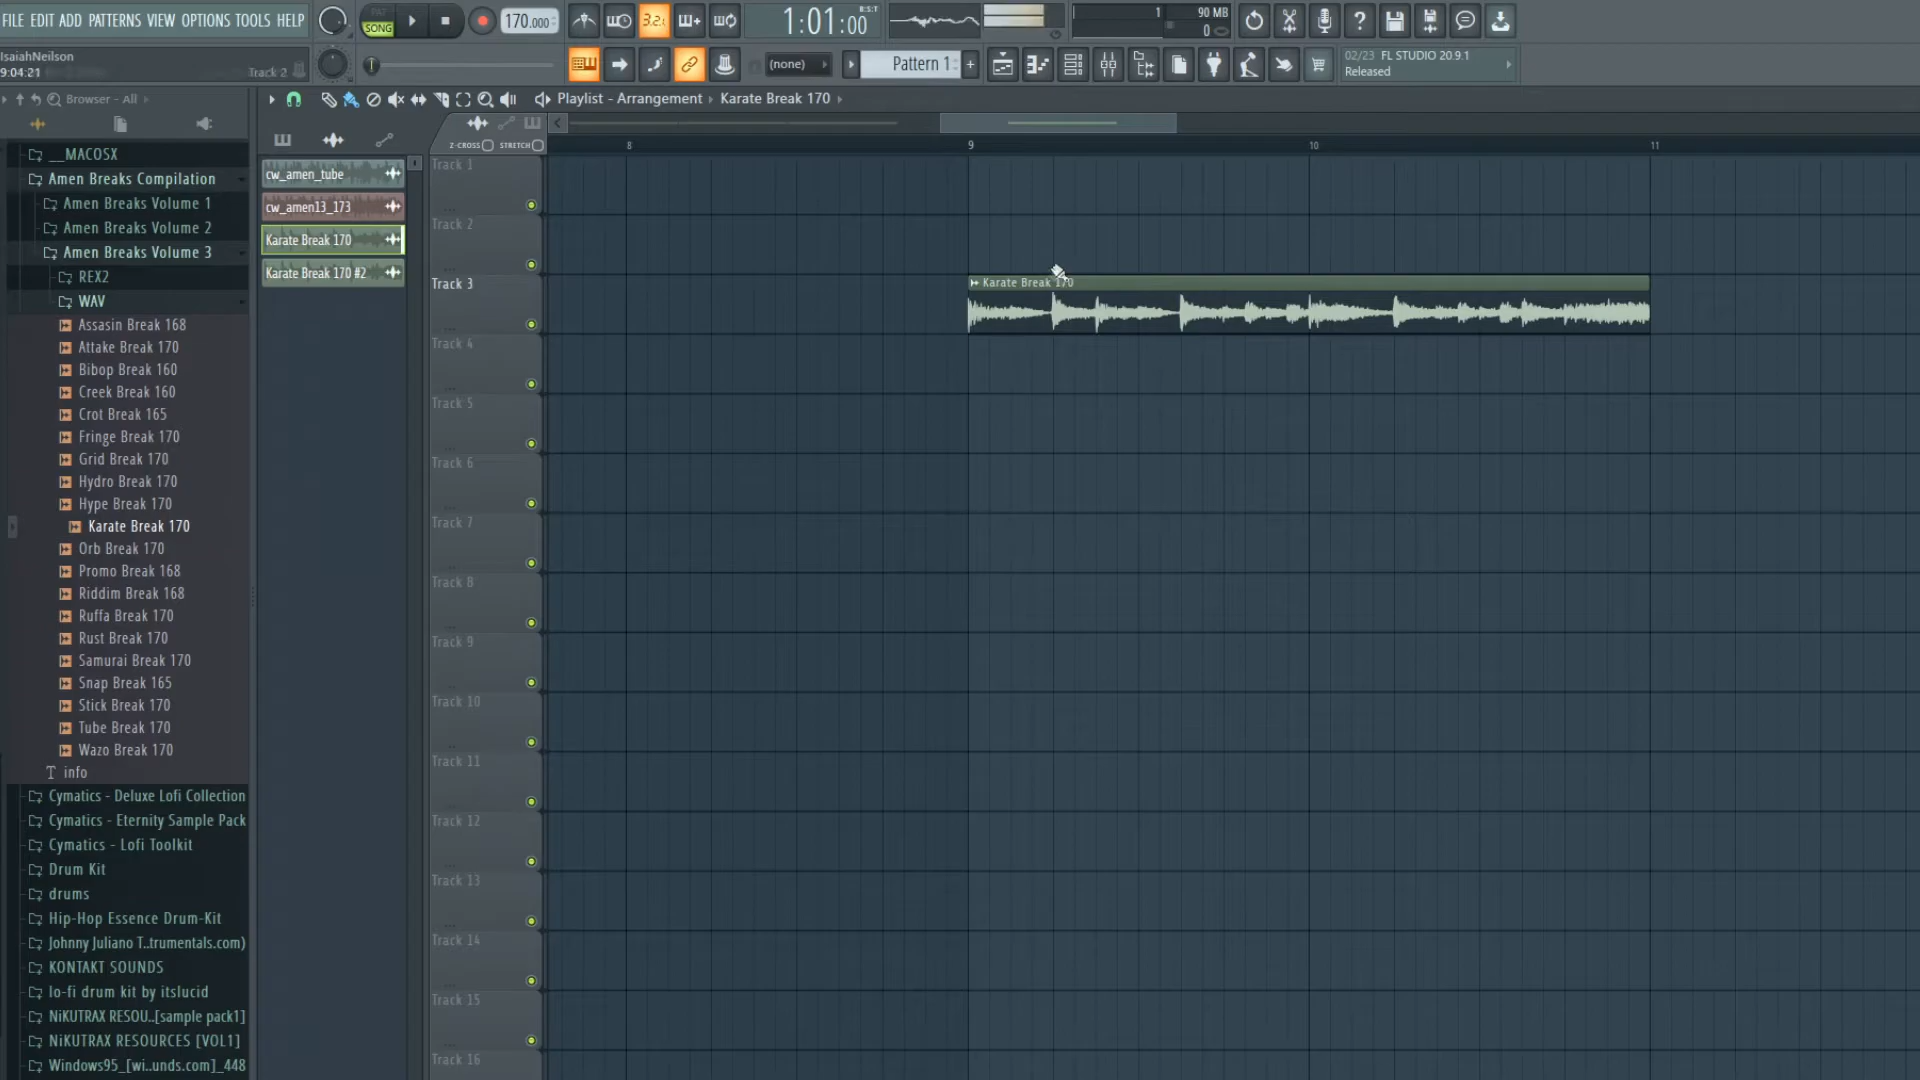 FILE EDIT ADD PATTERNS VIEW OPTIONS TOOLS HELP
PAT
SONG
170.000
3.2.
1:01:00
B:S:T
1
90 MB
0
IsaiahNeilson
9:04:21
Track 2
(none)
Pattern 1
+
02/23 FL STUDIO 20.9.1
Released
Browser - All
Playlist - Arrangement › Karate Break 170 ›
Z-CROSS STRETCH
8
9
10
11
__MACOSX
Amen Breaks Compilation
Amen Breaks Volume 1
Amen Breaks Volume 2
Amen Breaks Volume 3
REX2
WAV
Assasin Break 168
Attake Break 170
Bibop Break 160
Creek Break 160
Crot Break 165
Fringe Break 170
Grid Break 170
Hydro Break 170
Hype Break 170
Karate Break 170
Orb Break 170
Promo Break 168
Riddim Break 168
Ruffa Break 170
Rust Break 170
Samurai Break 170
Snap Break 165
Stick Break 170
Tube Break 170
Wazo Break 170
info
Cymatics - Deluxe Lofi Collection
Cymatics - Eternity Sample Pack
Cymatics - Lofi Toolkit
Drum Kit
drums
Hip-Hop Essence Drum-Kit
Johnny Juliano T..trumentals.com)
KONTAKT SOUNDS
lo-fi drum kit by itslucid
NiKUTRAX RESOU..[sample pack1]
NiKUTRAX RESOURCES [VOL1]
Windows95_[wi..unds.com]_448
cw_amen_tube
cw_amen13_173
Karate Break 170
Karate Break 170 #2
Track 1
Track 2
Track 3
Track 4
Track 5
Track 6
Track 7
Track 8
Track 9
Track 10
Track 11
Track 12
Track 13
Track 14
Track 15
Track 16
Karate Break 170